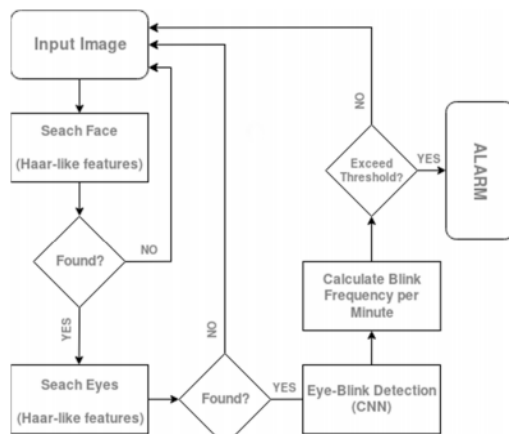 Input Image
Seach Face
(Haar-like features)
Found?
NO
YES
Seach Eyes
(Haar-like features)
Found?
NO
YES
Eye-Blink Detection
(CNN)
Calculate Blink
Frequency per
Minute
Exceed
Threshold?
NO
YES
ALARM